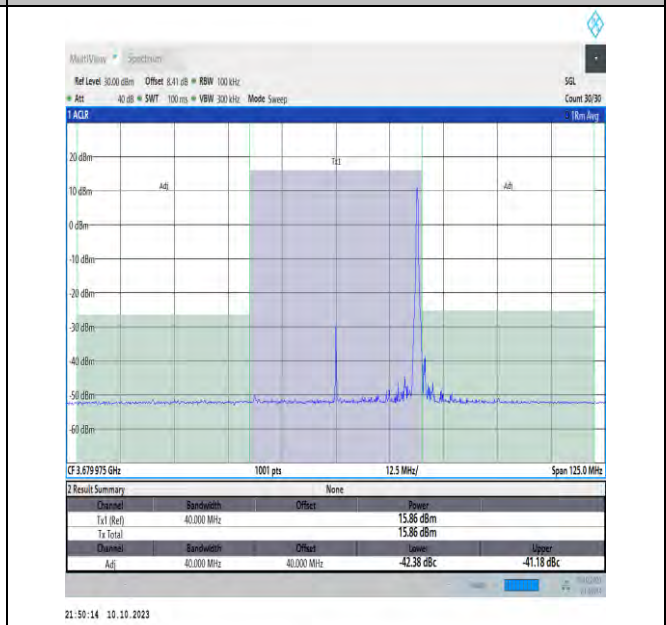 MultiView Spectrum
Ref Level 30.00 dBm Offset 8.41 dB RBW 100 kHz SGL
Att 40 dB SWT 100 ms VBW 300 kHz Mode Sweep Count 30/30
1 ACLR 1Rm Avg
20 dBm
Tx1
10 dBm
Adj Adj
0 dBm
-10 dBm
-20 dBm
-30 dBm
-40 dBm
-50 dBm
-60 dBm
CF 3.679 975 GHz 1001 pts 12.5 MHz/ Span 125.0 MHz
2 Result Summary None
Channel Bandwidth Offset Power
Tx1 (Ref) 40.000 MHz 15.86 dBm
Tx Total 15.86 dBm
Channel Bandwidth Offset Lower Upper
Adj 40.000 MHz 40.000 MHz -42.38 dBc -41.18 dBc
21:50:14 10.10.2023